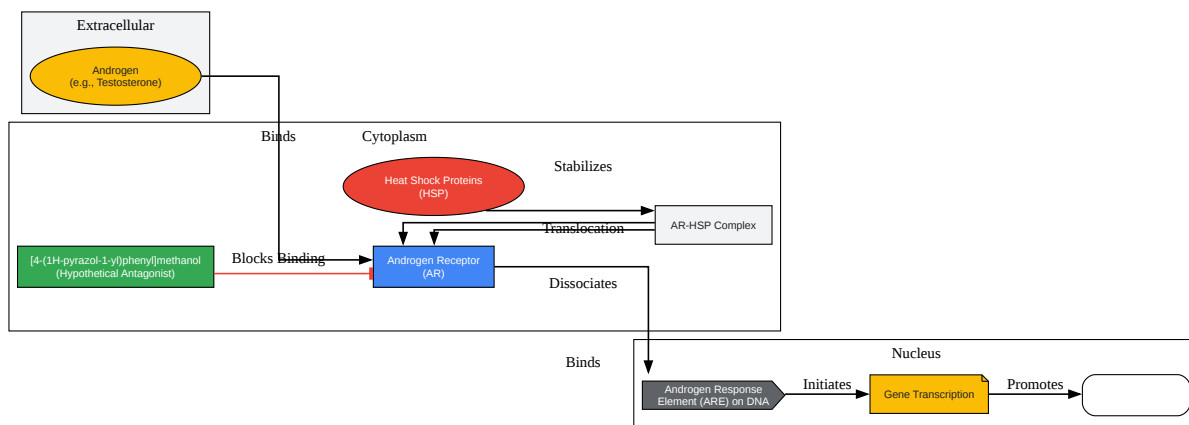 Extracellular
Androgen
(e.g., Testosterone)
Binds
Cytoplasm
Heat Shock Proteins
(HSP)
Stabilizes
AR-HSP Complex
Translocation
[4-(1H-pyrazol-1-yl)phenyl]methanol
(Hypothetical Antagonist)
Blocks Binding
Androgen Receptor
(AR)
Dissociates
Binds
Nucleus
Androgen Response
Element (ARE) on DNA
Initiates
Gene Transcription
Promotes